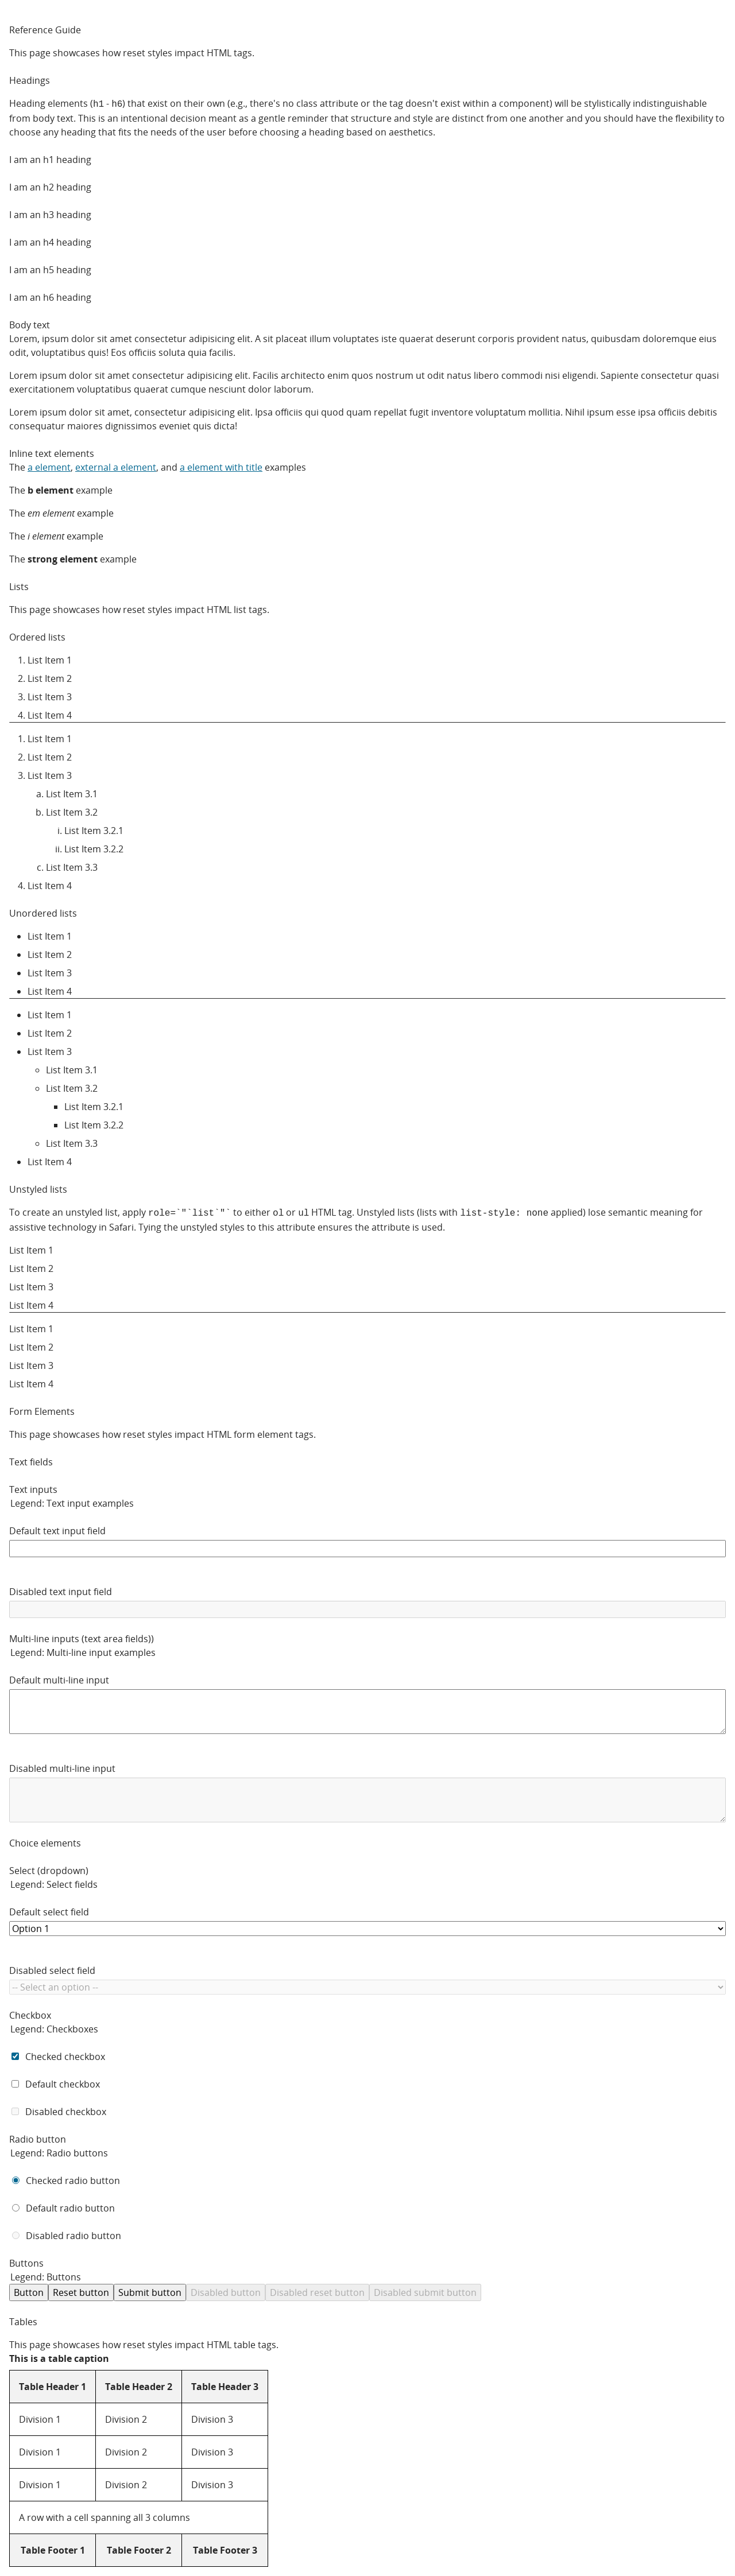 Reference Guide
This page showcases how reset styles impact HTML tags.
Headings
Heading elements (h1 - h6) that exist on their own (e.g., there's no class attribute or the tag doesn't exist within a component) will be stylistically indistinguishable
from body text. This is an intentional decision meant as a gentle reminder that structure and style are distinct from one another and you should have the flexibility to
choose any heading that fits the needs of the user before choosing a heading based on aesthetics.
I am an h1 heading
I am an h2 heading
I am an h3 heading
I am an h4 heading
I am an h5 heading
I am an h6 heading
Body text
Lorem, ipsum dolor sit amet consectetur adipisicing elit. A sit placeat illum voluptates iste quaerat deserunt corporis provident natus, quibusdam doloremque eius
odit, voluptatibus quis! Eos officiis soluta quia facilis.
Lorem ipsum dolor sit amet consectetur adipisicing elit. Facilis architecto enim quos nostrum ut odit natus libero commodi nisi eligendi. Sapiente consectetur quasi
exercitationem voluptatibus quaerat cumque nesciunt dolor laborum.
Lorem ipsum dolor sit amet, consectetur adipisicing elit. Ipsa officiis qui quod quam repellat fugit inventore voluptatum mollitia. Nihil ipsum esse ipsa officiis debitis
consequatur maiores dignissimos eveniet quis dicta!
Inline text elements
The a element, external a element, and a element with title examples
The b element example
The em element example
The i element example
The strong element example
Lists
This page showcases how reset styles impact HTML list tags.
Ordered lists
1. List Item 1
2. List Item 2
3. List Item 3
4. List Item 4
1. List Item 1
2. List Item 2
3. List Item 3
a. List Item 3.1
b. List Item 3.2
i. List Item 3.2.1
ii. List Item 3.2.2
c. List Item 3.3
4. List Item 4
Unordered lists
• List Item 1
• List Item 2
• List Item 3
• List Item 4
• List Item 1
• List Item 2
• List Item 3
◦ List Item 3.1
◦ List Item 3.2
▪ List Item 3.2.1
▪ List Item 3.2.2
◦ List Item 3.3
• List Item 4
Unstyled lists
To create an unstyled list, apply role=`"`list`"` to either ol or ul HTML tag. Unstyled lists (lists with list-style: none applied) lose semantic meaning for
assistive technology in Safari. Tying the unstyled styles to this attribute ensures the attribute is used.
List Item 1
List Item 2
List Item 3
List Item 4
List Item 1
List Item 2
List Item 3
List Item 4
Form Elements
This page showcases how reset styles impact HTML form element tags.
Text fields
Text inputs
Legend: Text input examples
Default text input field
Disabled text input field
Multi-line inputs (text area fields))
Legend: Multi-line input examples
Default multi-line input
Disabled multi-line input
Choice elements
Select (dropdown)
Legend: Select fields
Default select field
Option 1
Disabled select field
-- Select an option --
Checkbox
Legend: Checkboxes
Checked checkbox
Default checkbox
Disabled checkbox
Radio button
Legend: Radio buttons
Checked radio button
Default radio button
Disabled radio button
Buttons
Legend: Buttons
Button Reset button Submit button Disabled button Disabled reset button Disabled submit button
Tables
This page showcases how reset styles impact HTML table tags.
This is a table caption
Table Header 1 Table Header 2 Table Header 3
Division 1 Division 2 Division 3
Division 1 Division 2 Division 3
Division 1 Division 2 Division 3
A row with a cell spanning all 3 columns
Table Footer 1 Table Footer 2 Table Footer 3